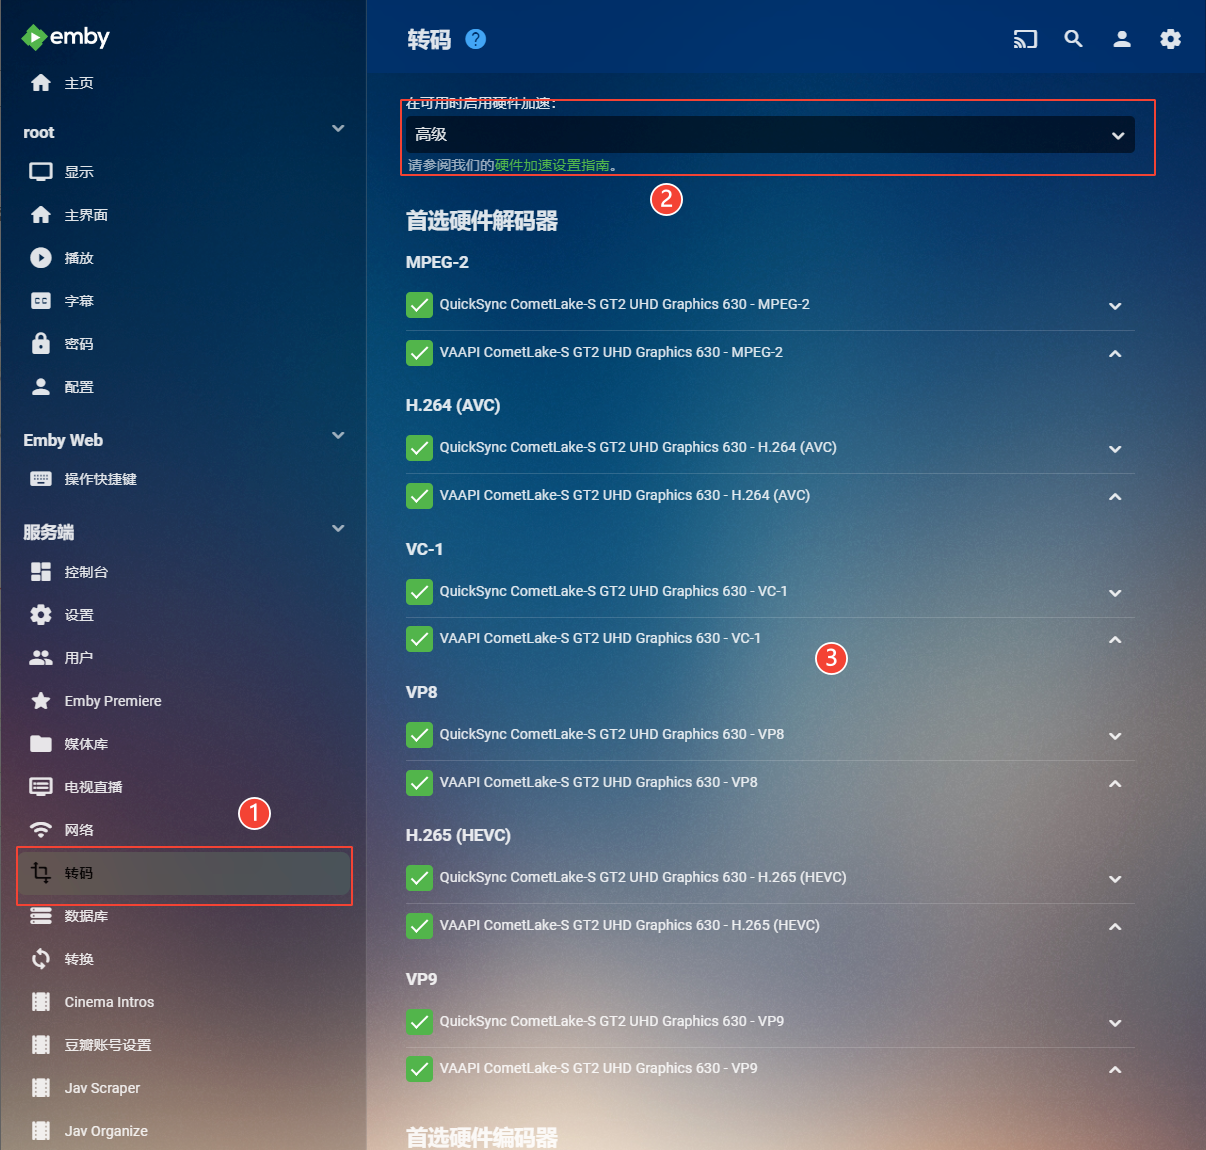 emby
主页
root
显示
主界面
播放
字幕
密码
配置
Emby Web
操作快捷键
服务端
控制台
设置
用户
Emby Premiere
媒体库
电视直播
网络
1
转码
数据库
转换
Cinema Intros
豆瓣账号设置
Jav Scraper
Jav Organize
转码 ?
在可用时启用硬件加速:
高级
请参阅我们的硬件加速设置指南。
2
首选硬件解码器
MPEG-2
QuickSync CometLake-S GT2 UHD Graphics 630 - MPEG-2
VAAPI CometLake-S GT2 UHD Graphics 630 - MPEG-2
H.264 (AVC)
QuickSync CometLake-S GT2 UHD Graphics 630 - H.264 (AVC)
VAAPI CometLake-S GT2 UHD Graphics 630 - H.264 (AVC)
VC-1
QuickSync CometLake-S GT2 UHD Graphics 630 - VC-1
VAAPI CometLake-S GT2 UHD Graphics 630 - VC-1
3
VP8
QuickSync CometLake-S GT2 UHD Graphics 630 - VP8
VAAPI CometLake-S GT2 UHD Graphics 630 - VP8
H.265 (HEVC)
QuickSync CometLake-S GT2 UHD Graphics 630 - H.265 (HEVC)
VAAPI CometLake-S GT2 UHD Graphics 630 - H.265 (HEVC)
VP9
QuickSync CometLake-S GT2 UHD Graphics 630 - VP9
VAAPI CometLake-S GT2 UHD Graphics 630 - VP9
首选硬件编码器